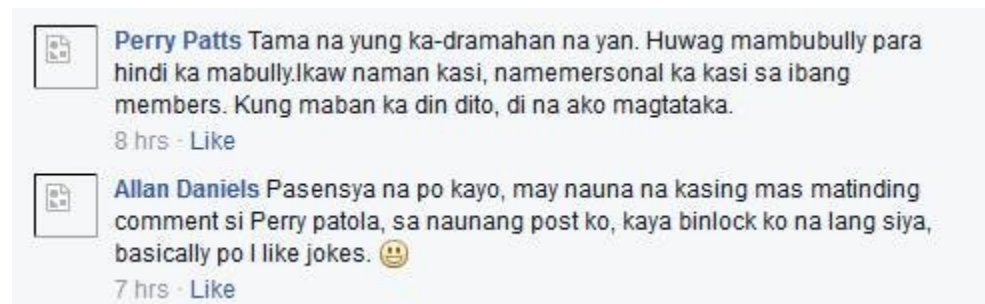 Perry Patts Tama na yung ka-dramahan na yan. Huwag mambubully para
hindi ka mabully.Ikaw naman kasi, namemersonal ka kasi sa ibang
members. Kung maban ka din dito, di na ako magtataka.
8 hrs · Like
Allan Daniels Pasensya na po kayo, may nauna na kasing mas matinding
comment si Perry patola, sa naunang post ko, kaya binlock ko na lang siya,
basically po I like jokes. 😃
7 hrs · Like